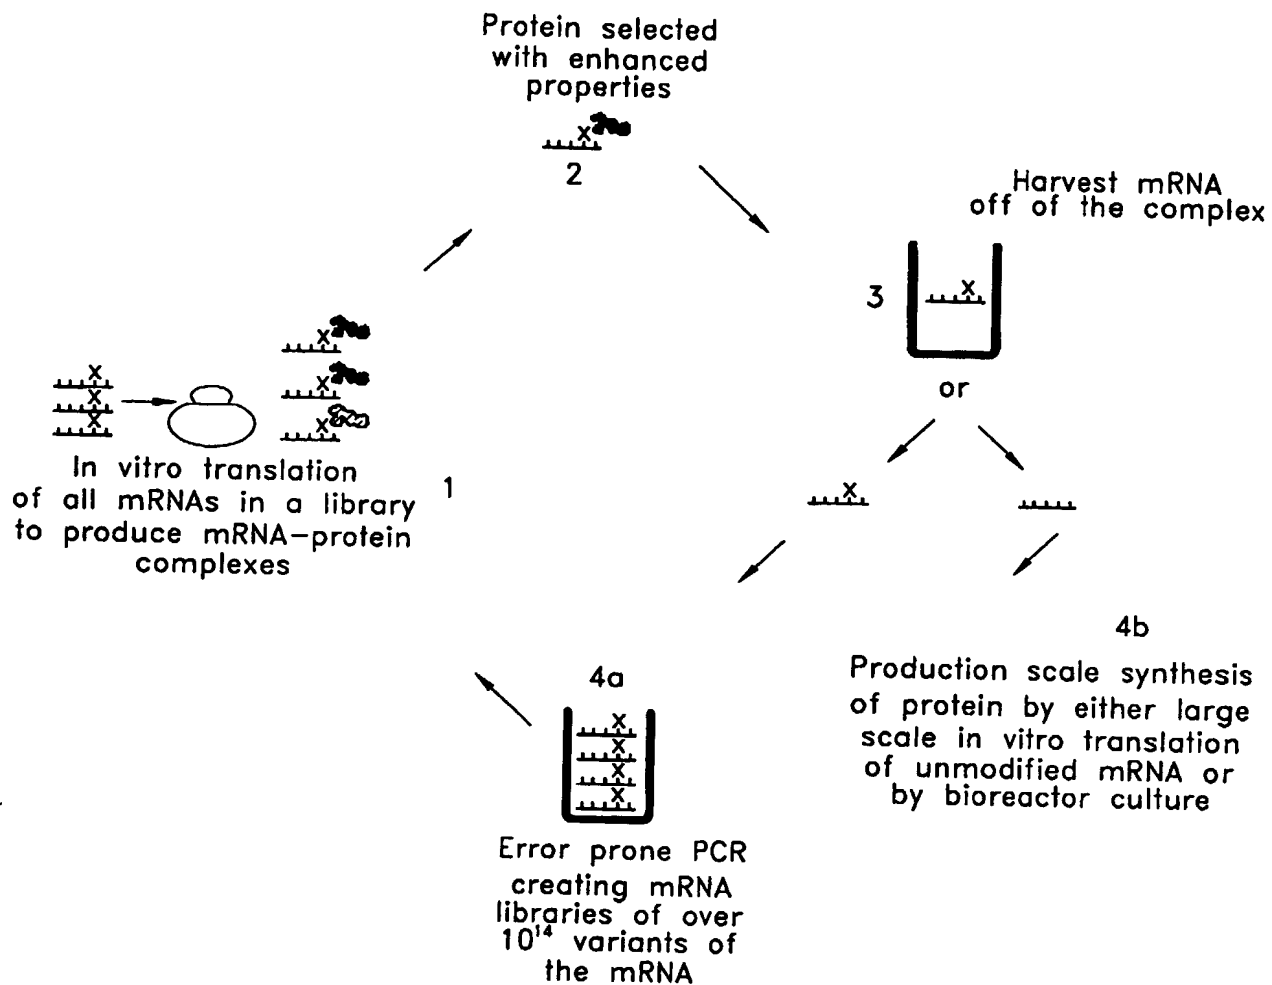 Protein selected
with enhanced
properties
X
2
Harvest mRNA
off of the complex
3
X
or
X
X
X
X
X
X
X
In vitro translation
of all mRNAs in a library
to produce mRNA–protein
complexes
1
4a
X
X
X
X
Error prone PCR
creating mRNA
libraries of over
10¹⁴ variants of
the mRNA
4b
Production scale synthesis
of protein by either large
scale in vitro translation
of unmodified mRNA or
by bioreactor culture